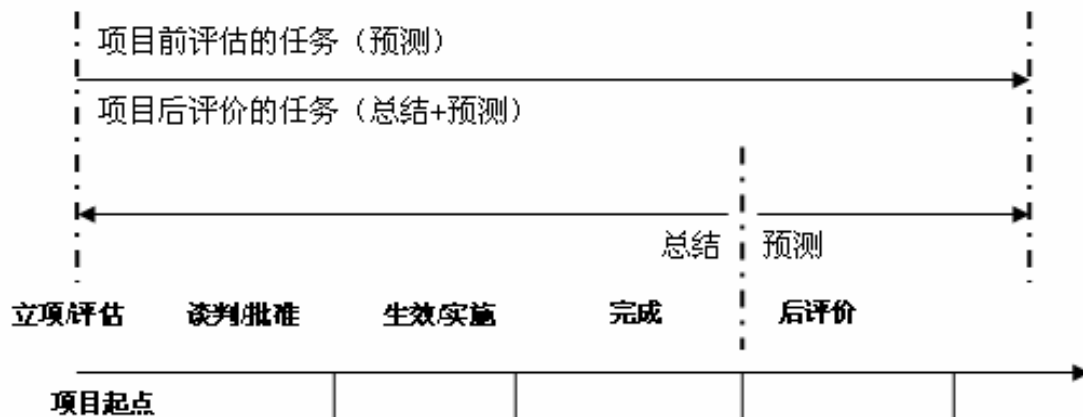 项目前评估的任务（预测）
项目后评价的任务（总结+预测）
总结 预测
立项/评估 谈判/批准 生效/实施 完成 后评价
项目起点